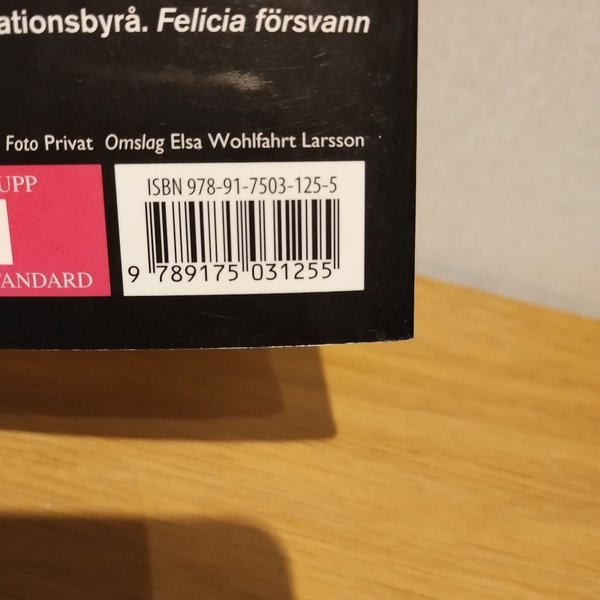 ationsbyrå. Felicia försvann
Foto Privat Omslag Elsa Wohlfahrt Larsson
UPP
TANDARD
ISBN 978-91-7503-125-5
9 789175 031255